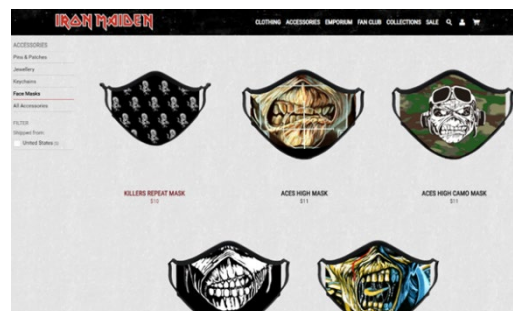 IRON MAIDEN
CLOTHING ACCESSORIES EMPORIUM FAN CLUB COLLECTIONS SALE
ACCESSORIES
Pins & Patches
Jewellery
Keychains
Face Masks
All Accessories
FILTER
Shipped From
United States
KILLERS REPEAT MASK
$10
ACES HIGH MASK
$11
ACES HIGH CAMO MASK
$11